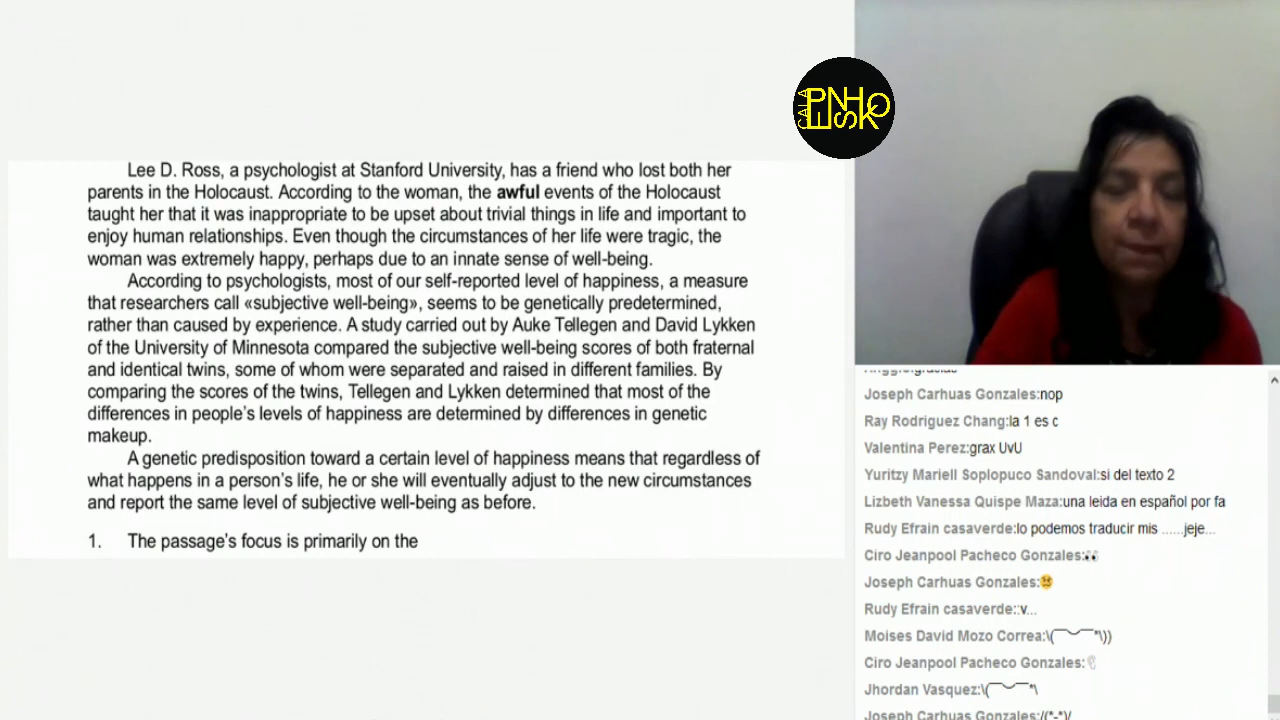 Lee D. Ross, a psychologist at Stanford University, has a friend who lost both her
parents in the Holocaust. According to the woman, the awful events of the Holocaust
taught her that it was inappropriate to be upset about trivial things in life and important to
enjoy human relationships. Even though the circumstances of her life were tragic, the
woman was extremely happy, perhaps due to an innate sense of well-being.
According to psychologists, most of our self-reported level of happiness, a measure
that researchers call «subjective well-being», seems to be genetically predetermined,
rather than caused by experience. A study carried out by Auke Tellegen and David Lykken
of the University of Minnesota compared the subjective well-being scores of both fraternal
and identical twins, some of whom were separated and raised in different families. By
comparing the scores of the twins, Tellegen and Lykken determined that most of the
differences in people's levels of happiness are determined by differences in genetic
makeup.
A genetic predisposition toward a certain level of happiness means that regardless of
what happens in a person's life, he or she will eventually adjust to the new circumstances
and report the same level of subjective well-being as before.
1. The passage's focus is primarily on the
CALA
PENSHKO
Joseph Carhuas Gonzales:nop
Ray Rodriguez Chang:la 1 es c
Valentina Perez:grax UvU
Yuritzy Mariell Soplopuco Sandoval:si del texto 2
Lizbeth Vanessa Quispe Maza:una leida en español por fa
Rudy Efrain casaverde:lo podemos traducir mis ......jeje...
Ciro Jeanpool Pacheco Gonzales:👀
Joseph Carhuas Gonzales:
Rudy Efrain casaverde::v...
Moises David Mozo Correa:\(¯‿¯*\))
Ciro Jeanpool Pacheco Gonzales:
Jhordan Vasquez:\(¯‿¯*\
Joseph Carhuas Gonzales:/(*-*)/